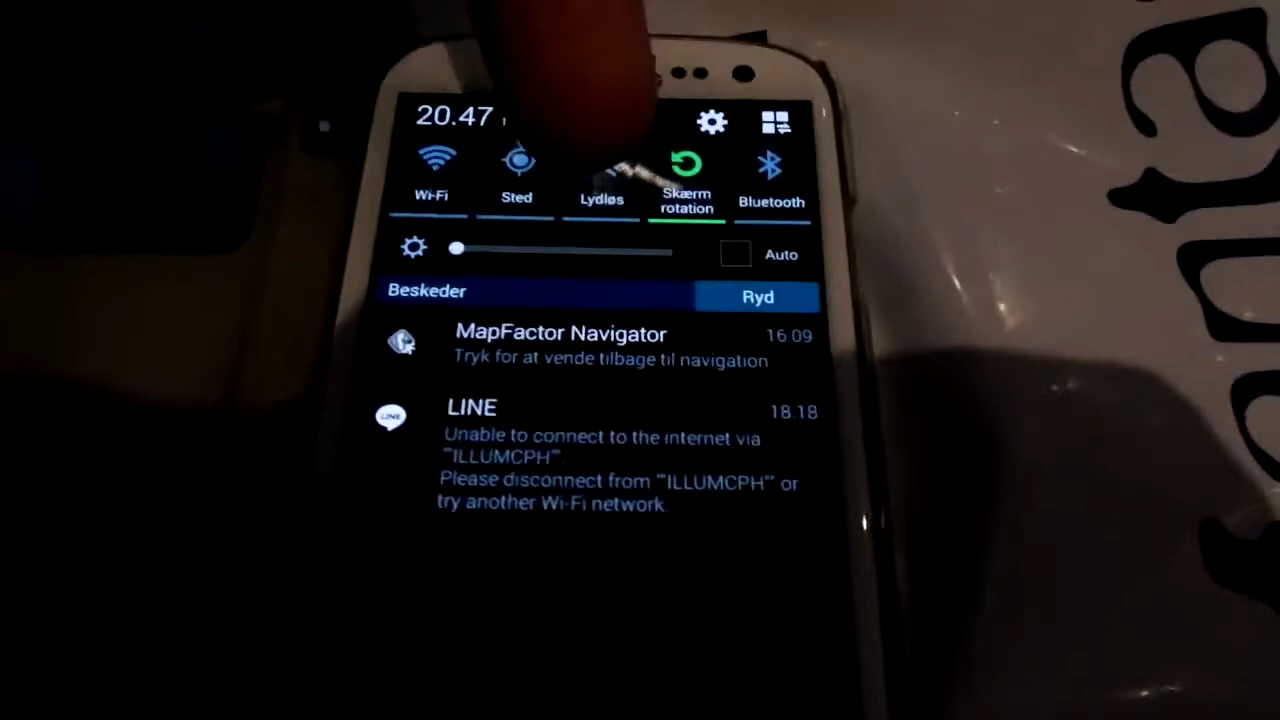 20.47
Wi-Fi
Sted
Lydløs
Skærm
rotation
Bluetooth
Auto
Beskeder
Ryd
MapFactor Navigator
16.09
Tryk for at vende tilbage til navigation
LINE
LINE
18.18
Unable to connect to the internet via
"'ILLUMCPH'".
Please disconnect from "'ILLUMCPH'" or
try another Wi-Fi network.